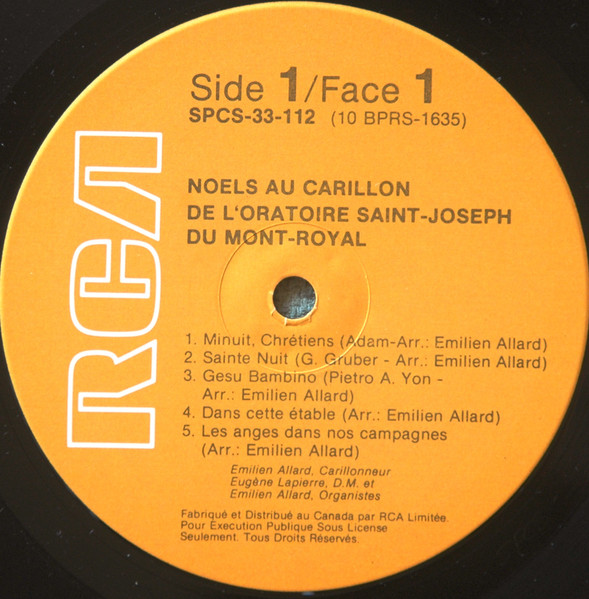 RCA
Side 1/Face 1
SPCS-33-112 (10 BPRS-1635)
NOELS AU CARILLON
DE L'ORATOIRE SAINT-JOSEPH
DU MONT-ROYAL
1. Minuit, Chrétiens (Adam-Arr.: Emilien Allard)
2. Sainte Nuit (G. Gruber - Arr.: Emilien Allard)
3. Gesu Bambino (Pietro A. Yon -
Arr.: Emilien Allard)
4. Dans cette étable (Arr.: Emilien Allard)
5. Les anges dans nos campagnes
(Arr.: Emilien Allard)
Emilien Allard, Carillonneur
Eugène Lapierre, D.M. et
Emilien Allard, Organistes
Fabriqué et Distribué au Canada par RCA Limitée.
Pour Exécution Publique Sous License
Seulement. Tous Droits Réservés.